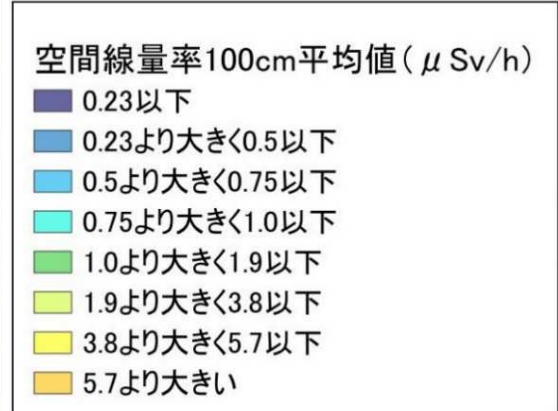 空間線量率100cm平均値(μSv/h)
0.23以下
0.23より大きく0.5以下
0.5より大きく0.75以下
0.75より大きく1.0以下
1.0より大きく1.9以下
1.9より大きく3.8以下
3.8より大きく5.7以下
5.7より大きい